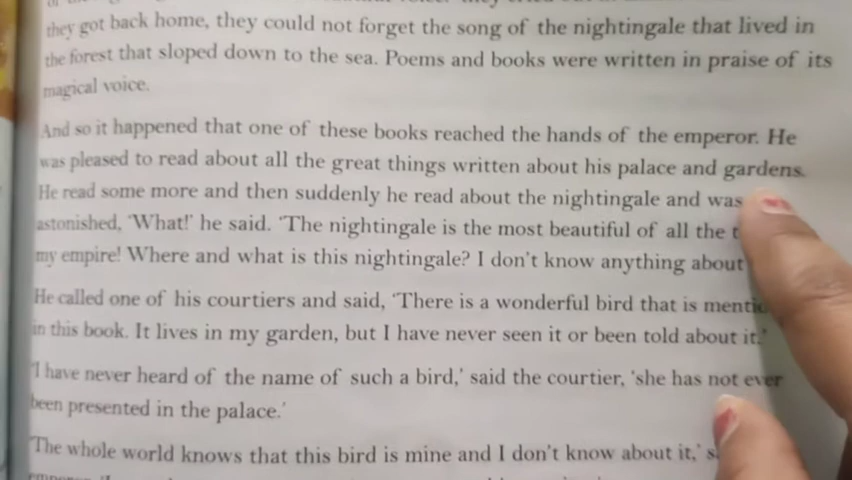 they got back home, they could not forget the song of the nightingale that lived in
the forest that sloped down to the sea. Poems and books were written in praise of its
magical voice.
And so it happened that one of these books reached the hands of the emperor. He
was pleased to read about all the great things written about his palace and gardens.
He read some more and then suddenly he read about the nightingale and was
astonished, 'What!' he said. 'The nightingale is the most beautiful of all the
my empire! Where and what is this nightingale? I don't know anything about
He called one of his courtiers and said, 'There is a wonderful bird that is
in this book. It lives in my garden, but I have never seen it or been told about it.'
'I have never heard of the name of such a bird,' said the courtier, 'she has not ever
been presented in the palace.'
'The whole world knows that this bird is mine and I don't know about it,'